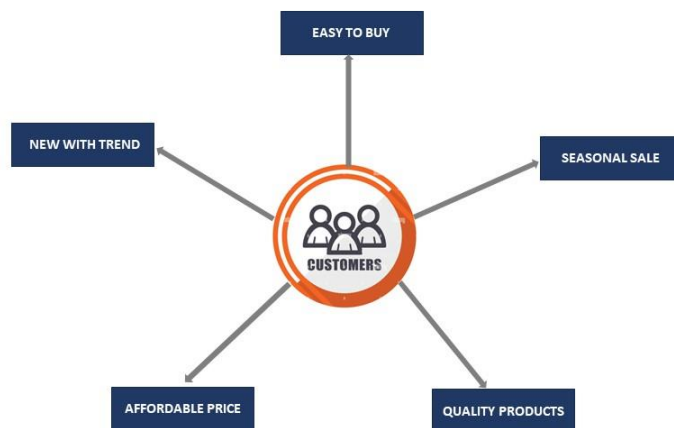 EASY TO BUY
NEW WITH TREND
SEASONAL SALE
CUSTOMERS
AFFORDABLE PRICE
QUALITY PRODUCTS